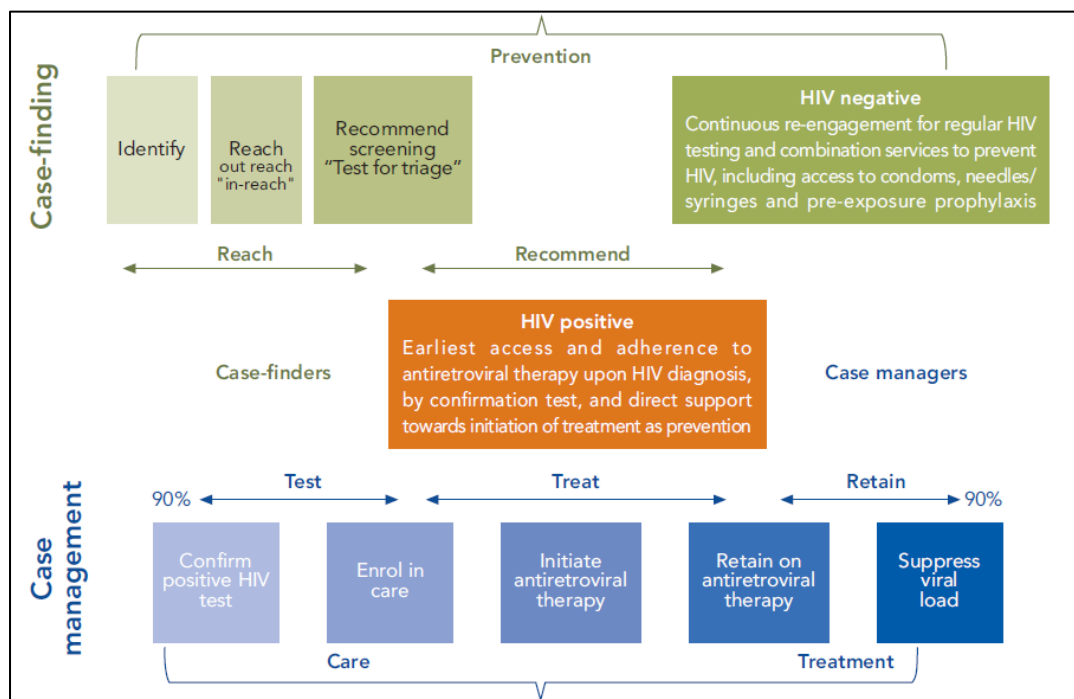 Prevention
Case-finding
Identify
Reach
out reach
"in-reach"
Recommend
screening
“Test for triage”
HIV negative
Continuous re-engagement for regular HIV
testing and combination services to prevent
HIV, including access to condoms, needles/
syringes and pre-exposure prophylaxis
Reach
Recommend
HIV positive
Earliest access and adherence to
antiretroviral therapy upon HIV diagnosis,
by confirmation test, and direct support
towards initiation of treatment as prevention
Case-finders
Case managers
Case
management
90%
Test
Treat
Retain
90%
Confirm
positive HIV
test
Enrol in
care
Initiate
antiretroviral
therapy
Retain on
antiretroviral
therapy
Suppress
viral
load
Care
Treatment